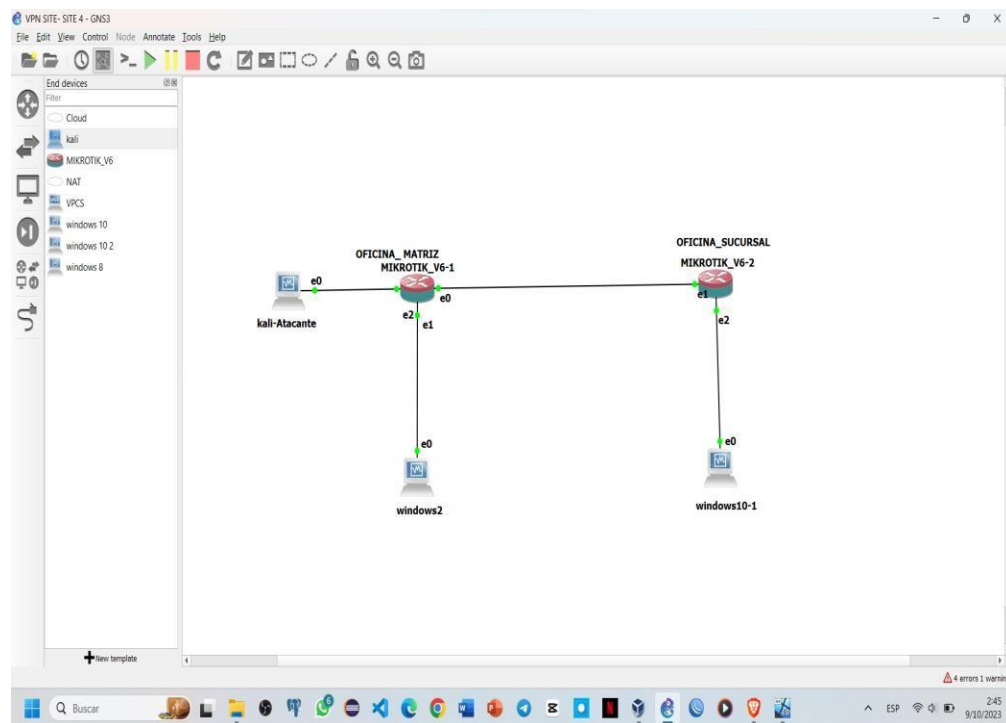 VPN SITE- SITE 4 - GNS3
File Edit View Control Node Annotate Tools Help
End devices
Filter
Cloud
kali
MIKROTIK_V6
NAT
VPCS
windows 10
windows 10 2
windows 8
New template
OFICINA_ MATRIZ
MIKROTIK_V6-1
OFICINA_SUCURSAL
MIKROTIK_V6-2
e0
e0
e1
kali-Atacante
e2
e1
e2
e0
e0
windows2
windows10-1
4 errors 1 warnin
Buscar
6
ESP
2:45
9/10/2023